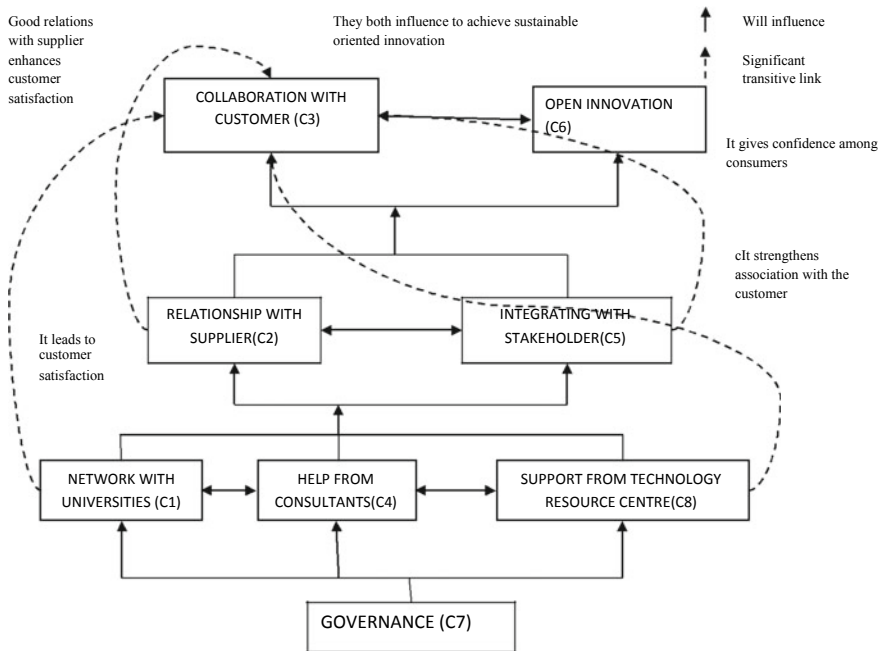 Good relations
with supplier
enhances
customer
satisfaction
They both influence to achieve sustainable
oriented innovation
Will influence
Significant
transitive link
COLLABORATION WITH
CUSTOMER (C3)
OPEN INNOVATION
(C6)
It gives confidence among
consumers
cIt strengthens
association with the
customer
RELATIONSHIP WITH
SUPPLIER(C2)
INTEGRATING WITH
STAKEHOLDER(C5)
It leads to
customer
satisfaction
NETWORK WITH
UNIVERSITIES (C1)
HELP FROM
CONSULTANTS(C4)
SUPPORT FROM TECHNOLOGY
RESOURCE CENTRE(C8)
GOVERNANCE (C7)